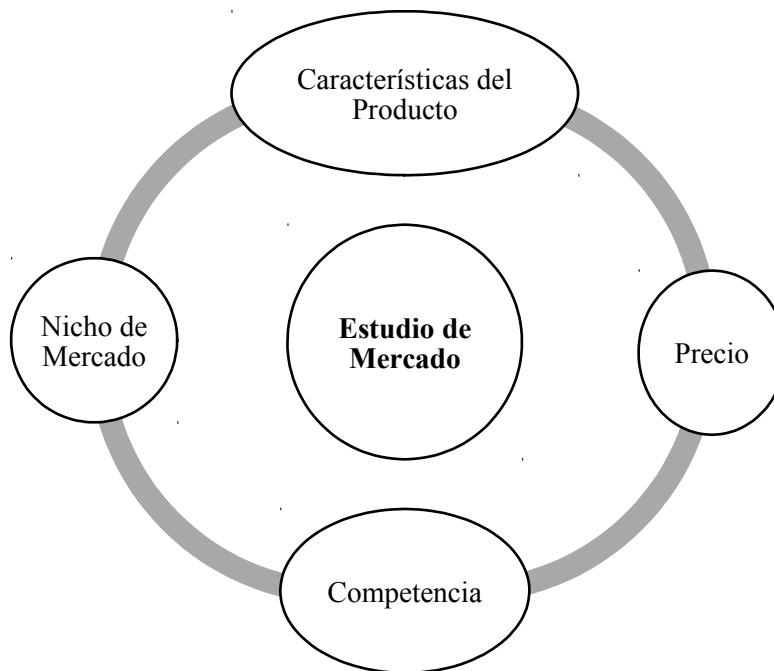 Características del
Producto
Nicho de
Mercado
Estudio de
Mercado
Precio
Competencia